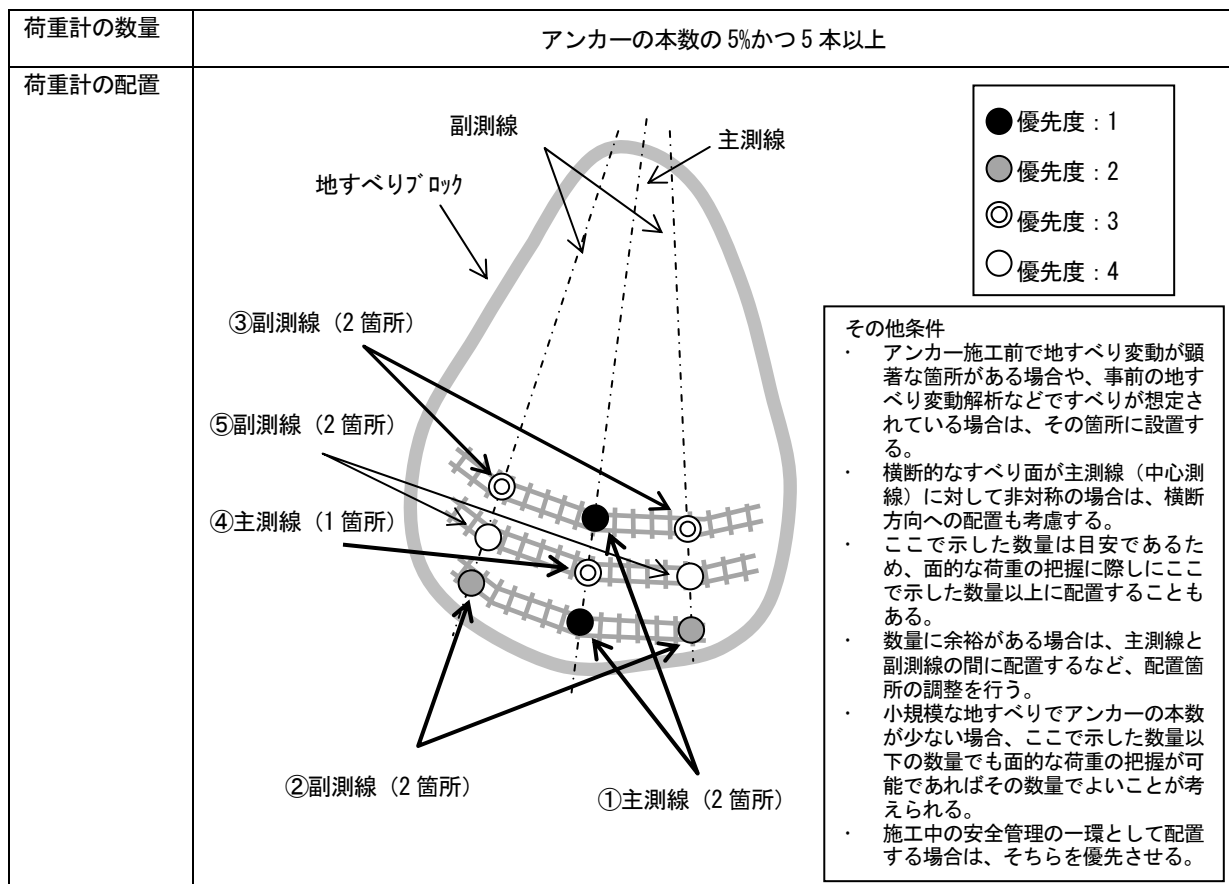 荷重計の数量
アンカーの本数の 5%かつ 5 本以上
荷重計の配置
副測線
主測線
地すべりブロック
優先度：1
優先度：2
優先度：3
優先度：4
③副測線（2 箇所）
⑤副測線（2 箇所）
④主測線（1 箇所）
②副測線（2 箇所）
①主測線（2 箇所）
その他条件
・ アンカー施工前で地すべり変動が顕
著な箇所がある場合や、事前の地す
べり変動解析などですべりが想定さ
れている場合は、その箇所に設置す
る。
・ 横断的なすべり面が主測線（中心測
線）に対して非対称の場合は、横断
方向への配置も考慮する。
・ ここで示した数量は目安であるた
め、面的な荷重の把握に際しにここ
で示した数量以上に配置することも
ある。
・ 数量に余裕がある場合は、主測線と
副測線の間に配置するなど、配置箇
所の調整を行う。
・ 小規模な地すべりでアンカーの本数
が少ない場合、ここで示した数量以
下の数量でも面的な荷重の把握が可
能であればその数量でよいことが考
えられる。
・ 施工中の安全管理の一環として配置
する場合は、そちらを優先させる。